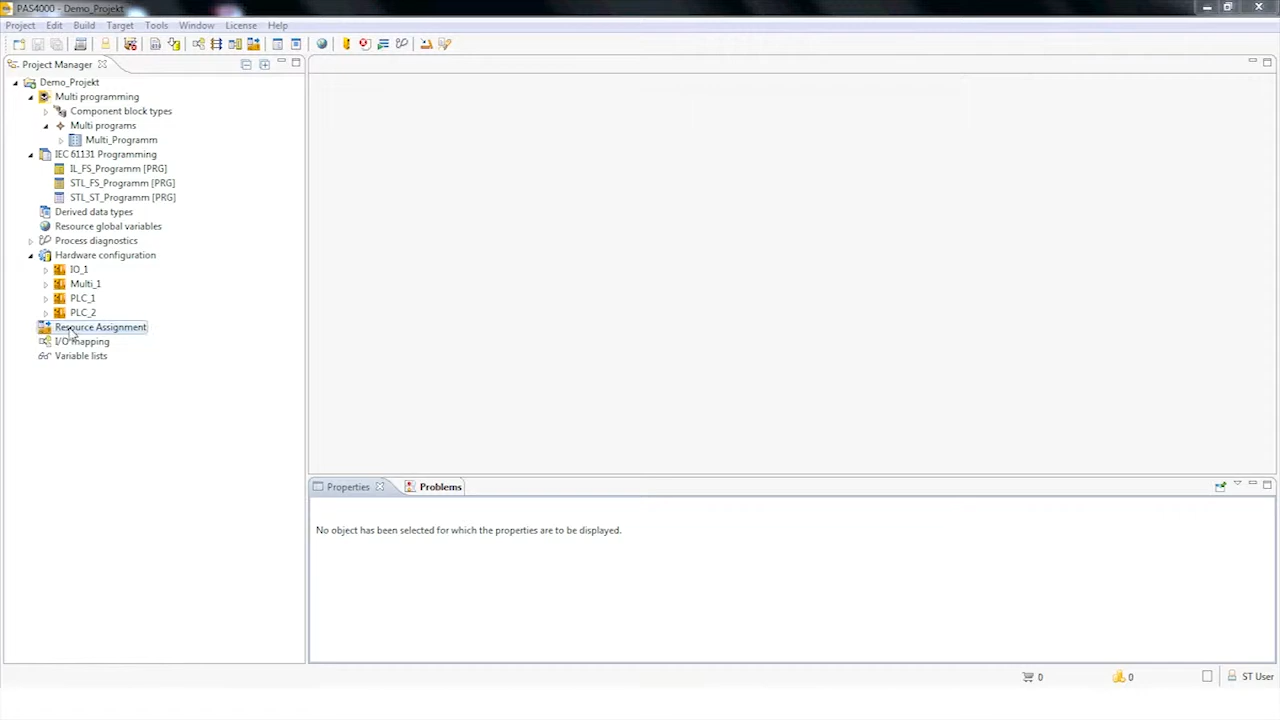 PAS4000 - Demo_Projekt
Project Edit Build Target Tools Window License Help
Project Manager
Demo_Projekt
Multi programming
Component block types
Multi programs
Multi_Programm
IEC 61131 Programming
IL_FS_Programm [PRG]
STL_FS_Programm [PRG]
STL_ST_Programm [PRG]
Derived data types
Resource global variables
Process diagnostics
Hardware configuration
IO_1
Multi_1
PLC_1
PLC_2
Resource Assignment
I/O mapping
Variable lists
Properties Problems
No object has been selected for which the properties are to be displayed.
0 0 ST User